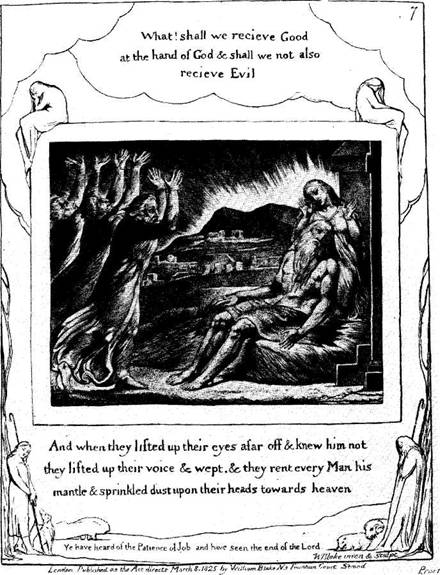 7
What! shall we recieve Good
at the hand of God & shall we not also
recieve Evil
And when they lifted up their eyes afar off & knew him not
they lifted up their voice & wept. & they rent every Man his
mantle & sprinkled dust upon their heads towards heaven
Ye have heard of the Patience of Job and have seen the end of the Lord
WBlake inven & sculp
London. Published as the Act directs March 8. 1825 by William Blake No 3 Fountain Court Strand
Proof